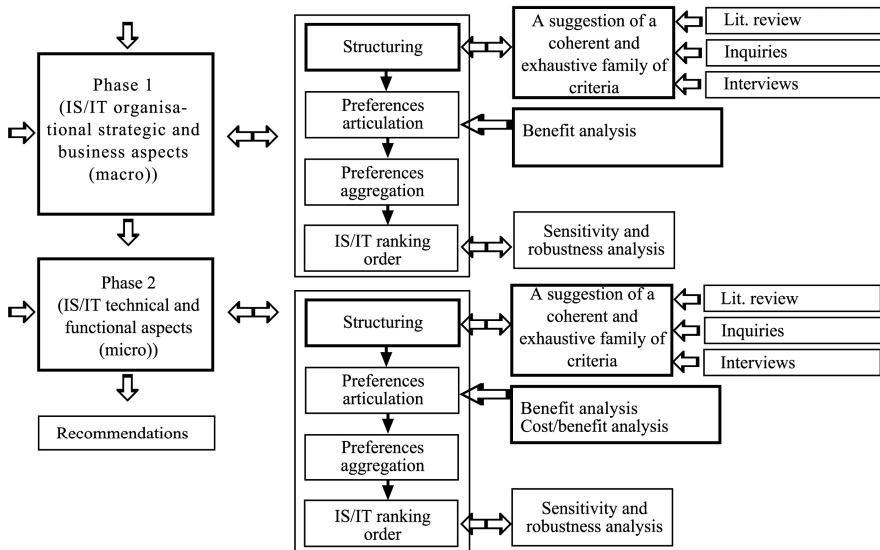 Phase 1
(IS/IT organisa-
tional strategic and
business aspects
(macro))
Phase 2
(IS/IT technical and
functional aspects
(micro))
Recommendations
Structuring
Preferences
articulation
Preferences
aggregation
IS/IT ranking
order
A suggestion of a
coherent and
exhaustive family of
criteria
Lit. review
Inquiries
Interviews
Benefit analysis
Sensitivity and
robustness analysis
Structuring
Preferences
articulation
Preferences
aggregation
IS/IT ranking
order
A suggestion of a
coherent and
exhaustive family of
criteria
Lit. review
Inquiries
Interviews
Benefit analysis
Cost/benefit analysis
Sensitivity and
robustness analysis